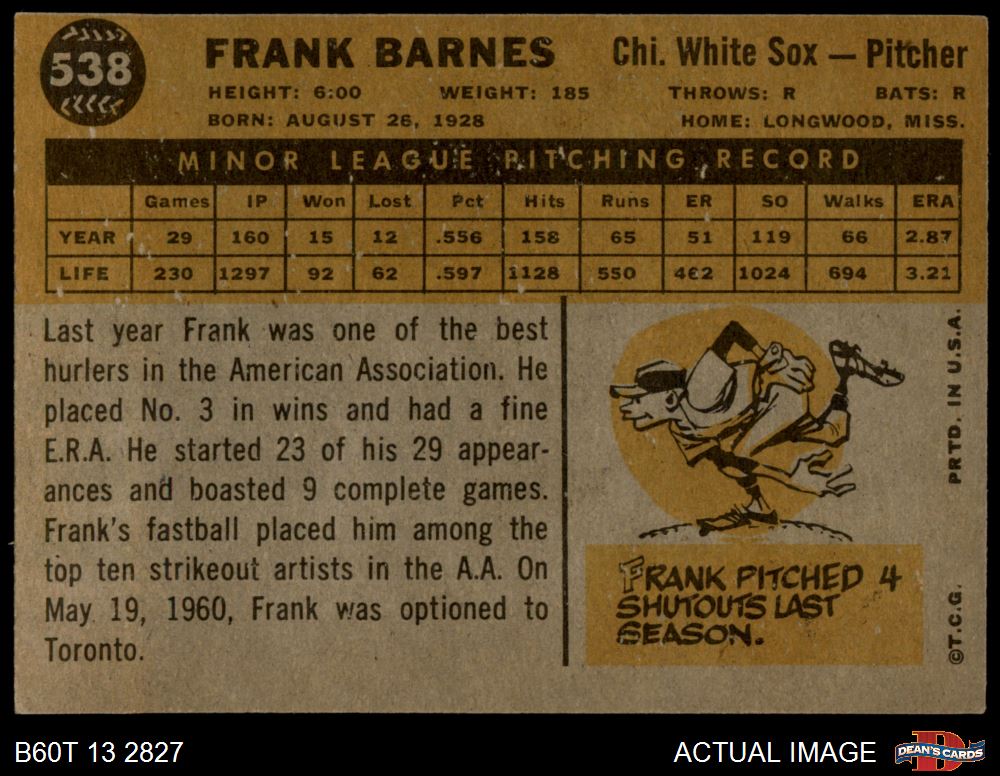 538
FRANK BARNES
Chi. White Sox — Pitcher
HEIGHT: 6:00 WEIGHT: 185 THROWS: R BATS: R
BORN: AUGUST 26, 1928 HOME: LONGWOOD, MISS.
MINOR LEAGUE PITCHING RECORD
Games IP Won Lost Pct Hits Runs ER SO Walks ERA
YEAR 29 160 15 12 .556 158 65 51 119 66 2.87
LIFE 230 1297 92 62 .597 1128 550 462 1024 694 3.21
Last year Frank was one of the best
hurlers in the American Association. He
placed No. 3 in wins and had a fine
E.R.A. He started 23 of his 29 appear-
ances and boasted 9 complete games.
Frank's fastball placed him among the
top ten strikeout artists in the A.A. On
May 19, 1960, Frank was optioned to
Toronto.
FRANK PITCHED 4
SHUTOUTS LAST
SEASON.
©T.C.G. PRTD. IN U.S.A.
B60T 13 2827
ACTUAL IMAGE
D
DEAN'S CARDS